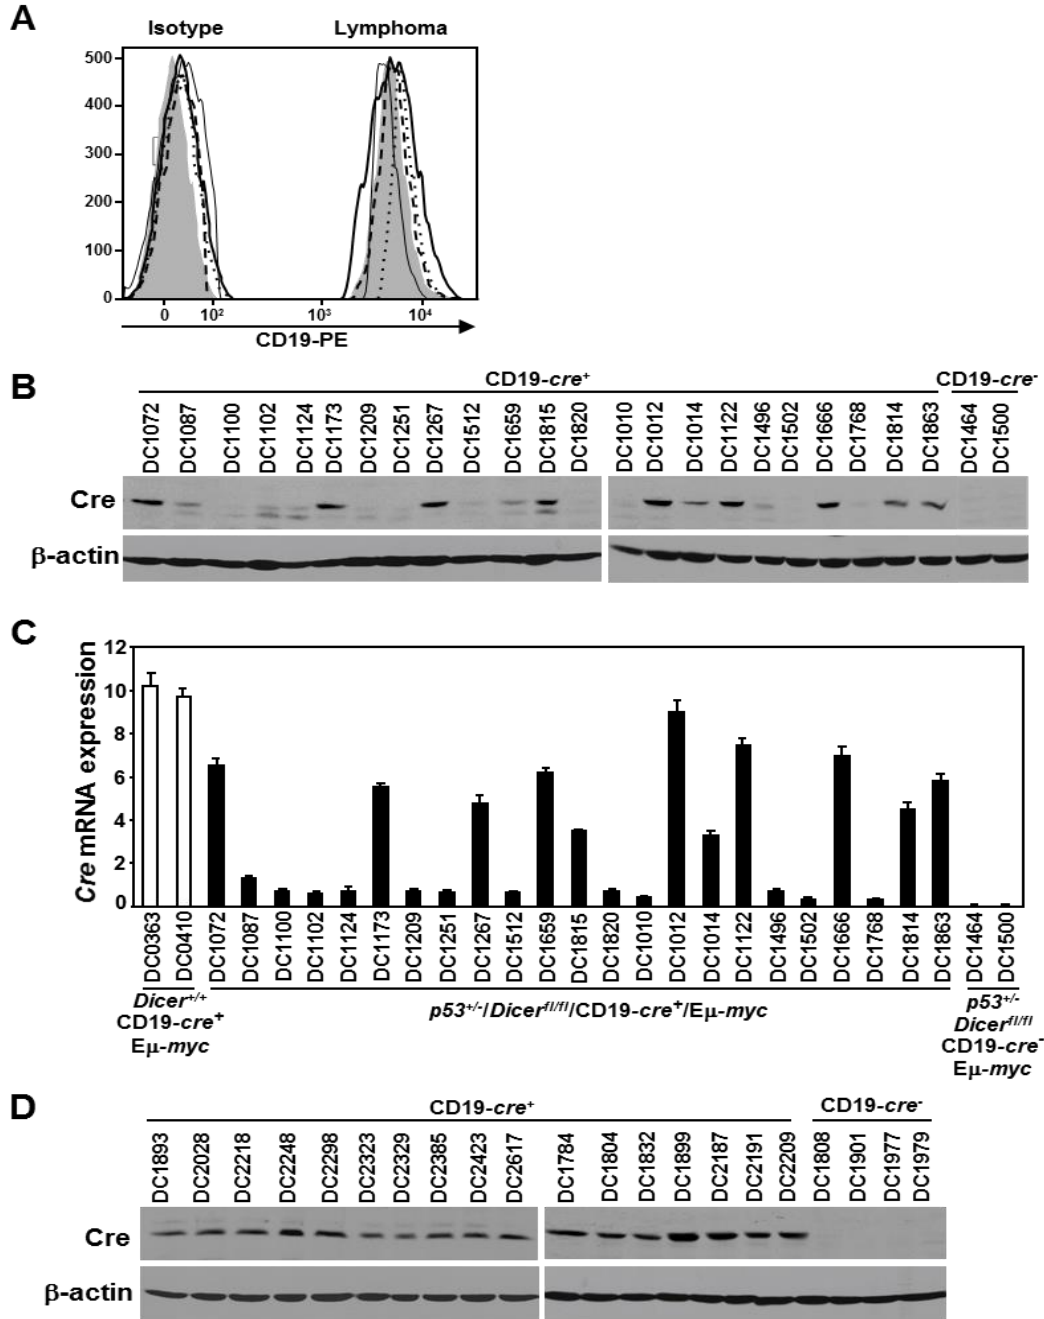 A
Isotype Lymphoma
500
400
300
200
100
0
0 10² 10³ 10⁴
CD19-PE
B
CD19-cre⁺ CD19-cre⁻
DC1072 DC1087 DC1100 DC1102 DC1124 DC1173 DC1209 DC1251 DC1267 DC1512 DC1659 DC1815 DC1820 DC1010 DC1012 DC1014 DC1122 DC1496 DC1502 DC1666 DC1768 DC1814 DC1863 DC1464 DC1500
Cre
β-actin
C
Cre mRNA expression
12
10
8
6
4
2
0
DC0363 DC0410 DC1072 DC1087 DC1100 DC1102 DC1124 DC1173 DC1209 DC1251 DC1267 DC1512 DC1659 DC1815 DC1820 DC1010 DC1012 DC1014 DC1122 DC1496 DC1502 DC1666 DC1768 DC1814 DC1863 DC1464 DC1500
Dicer⁺/⁺
CD19-cre⁺
Eμ-myc
p53⁺/⁻/Dicerᶠˡ/ᶠˡ/CD19-cre⁺/Eμ-myc
p53⁺/⁻
Dicerᶠˡ/ᶠˡ
CD19-cre⁻
Eμ-myc
D
CD19-cre⁺ CD19-cre⁻
DC1893 DC2028 DC2218 DC2248 DC2298 DC2323 DC2329 DC2385 DC2423 DC2617 DC1784 DC1804 DC1832 DC1899 DC2187 DC2191 DC2209 DC1808 DC1901 DC1977 DC1979
Cre
β-actin